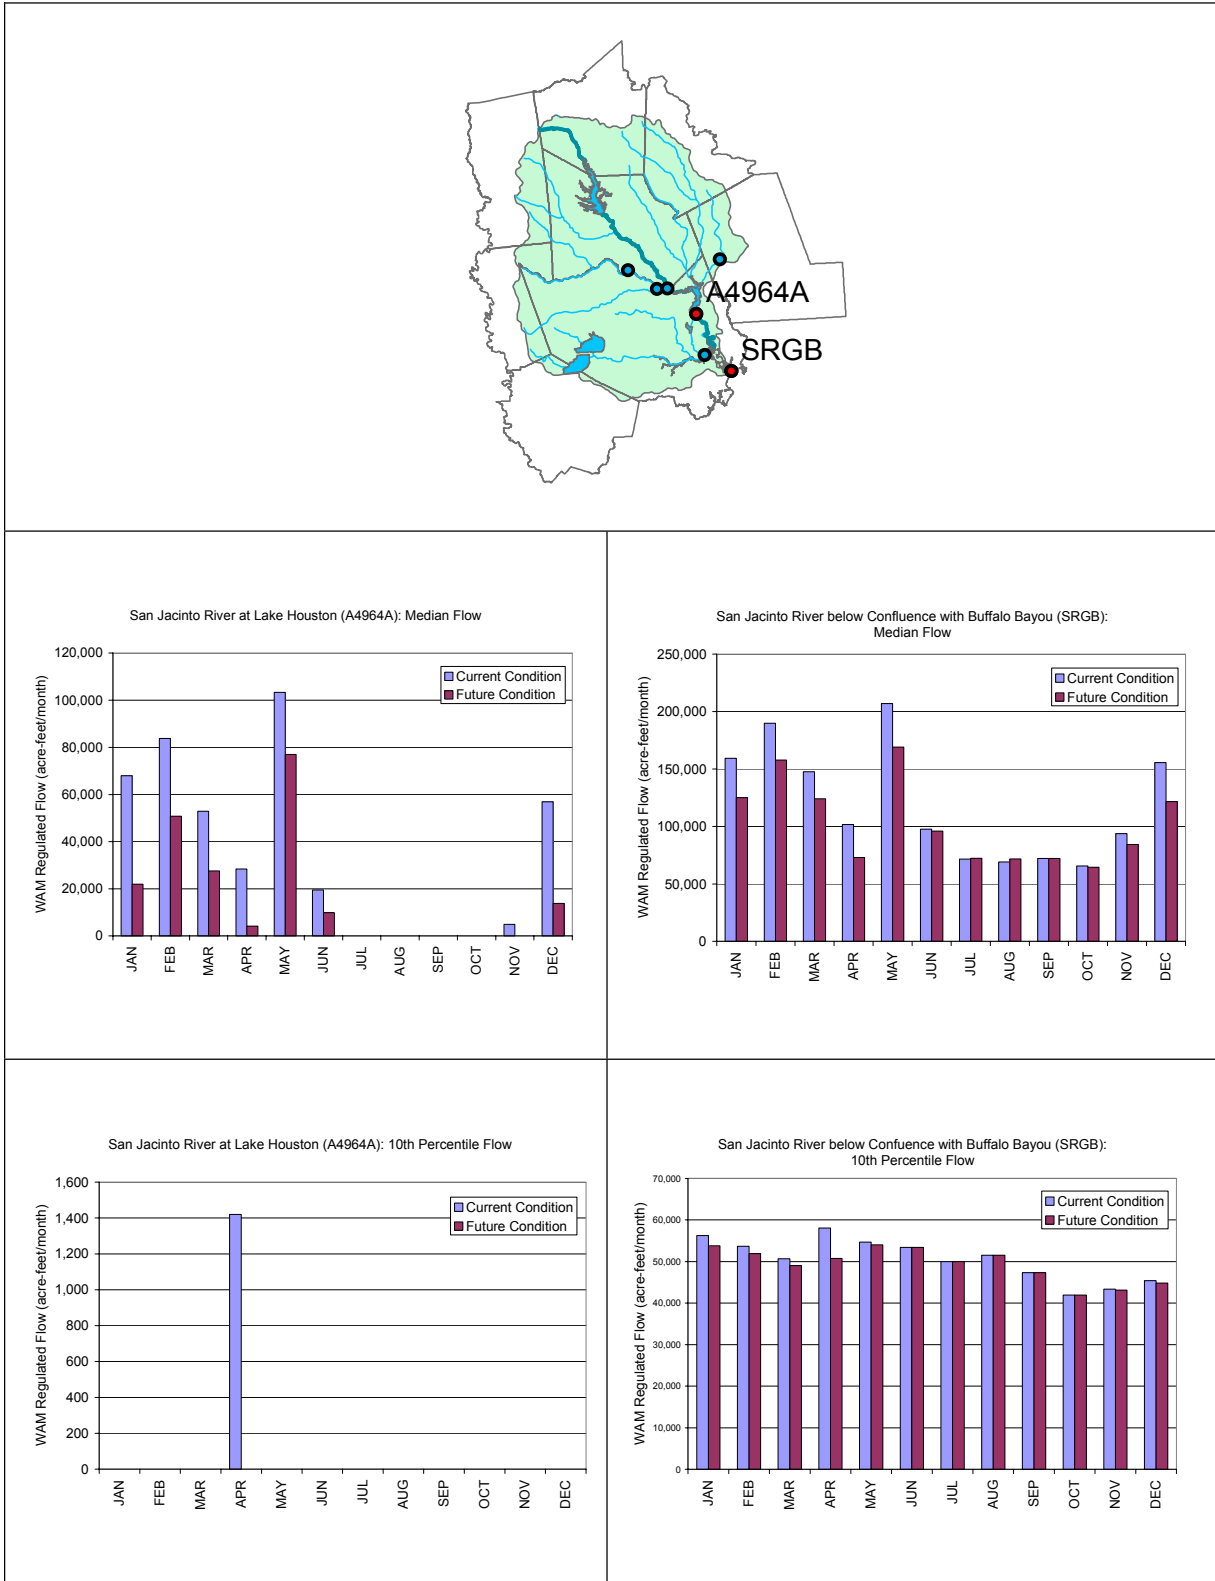 A4964A
SRGB
San Jacinto River at Lake Houston (A4964A): Median Flow
WAM Regulated Flow (acre-feet/month)
120,000
100,000
80,000
60,000
40,000
20,000
0
Current Condition
Future Condition
JAN
FEB
MAR
APR
MAY
JUN
JUL
AUG
SEP
OCT
NOV
DEC
San Jacinto River below Confluence with Buffalo Bayou (SRGB):
Median Flow
WAM Regulated Flow (acre-feet/month)
250,000
200,000
150,000
100,000
50,000
0
Current Condition
Future Condition
JAN
FEB
MAR
APR
MAY
JUN
JUL
AUG
SEP
OCT
NOV
DEC
San Jacinto River at Lake Houston (A4964A): 10th Percentile Flow
WAM Regulated Flow (acre-feet/month)
1,600
1,400
1,200
1,000
800
600
400
200
0
Current Condition
Future Condition
JAN
FEB
MAR
APR
MAY
JUN
JUL
AUG
SEP
OCT
NOV
DEC
San Jacinto River below Confuence with Buffalo Bayou (SRGB):
10th Percentile Flow
WAM Regulated Flow (acre-feet/month)
70,000
60,000
50,000
40,000
30,000
20,000
10,000
0
Current Condition
Future Condition
JAN
FEB
MAR
APR
MAY
JUN
JUL
AUG
SEP
OCT
NOV
DEC